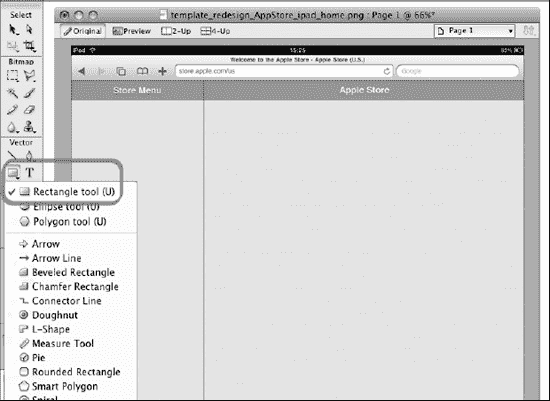 Select
template_redesign_AppStore_ipad_home.png : Page 1 @ 66%*
Original Preview 2-Up 4-Up Page 1
Bitmap
iPod 15:25
Welcome to the Apple Store - Apple Store (U.S.)
store.apple.com/us Google
Store Menu Apple Store
Vector
T
Rectangle tool (U)
Ellipse tool (U)
Polygon tool (U)
Arrow
Arrow Line
Beveled Rectangle
Chamfer Rectangle
Connector Line
Doughnut
L-Shape
Measure Tool
Pie
Rounded Rectangle
Smart Polygon
Spiral